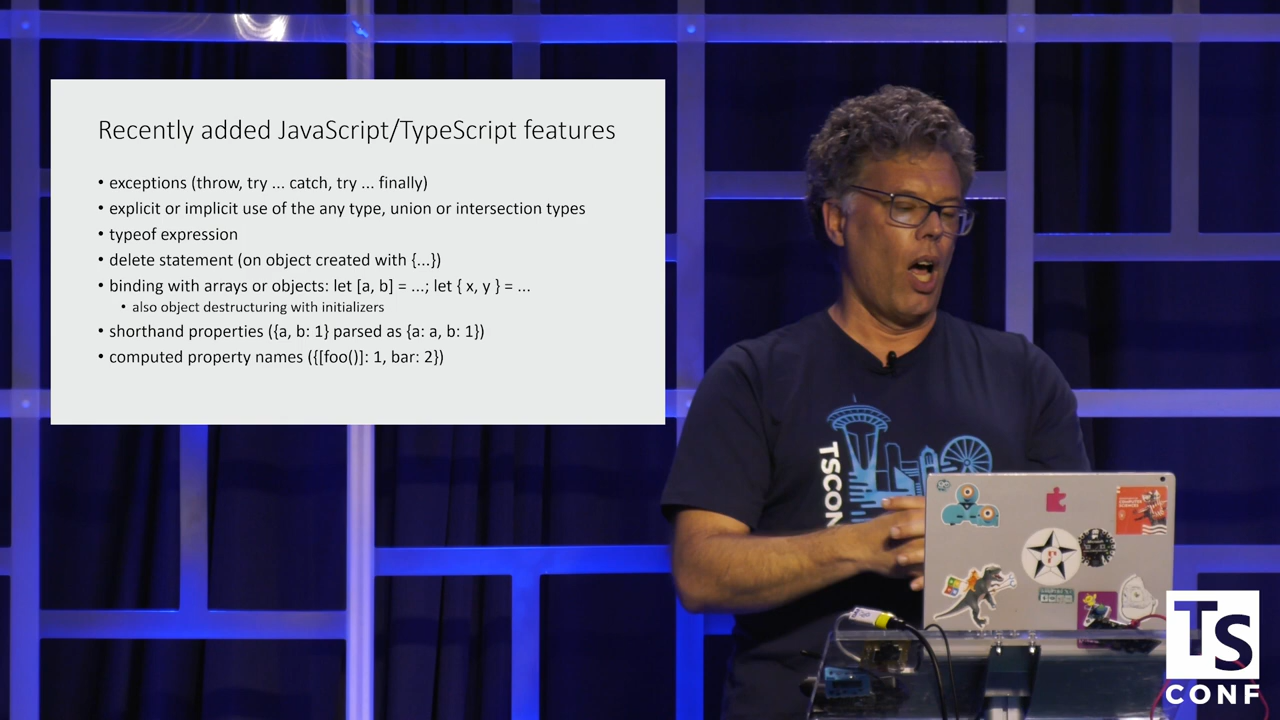 Recently added JavaScript/TypeScript features
• exceptions (throw, try ... catch, try ... finally)
• explicit or implicit use of the any type, union or intersection types
• typeof expression
• delete statement (on object created with {...})
• binding with arrays or objects: let [a, b] = ...; let { x, y } = ...
• also object destructuring with initializers
• shorthand properties ({a, b: 1} parsed as {a: a, b: 1})
• computed property names ({[foo()]: 1, bar: 2})
TSCON
TS
CONF